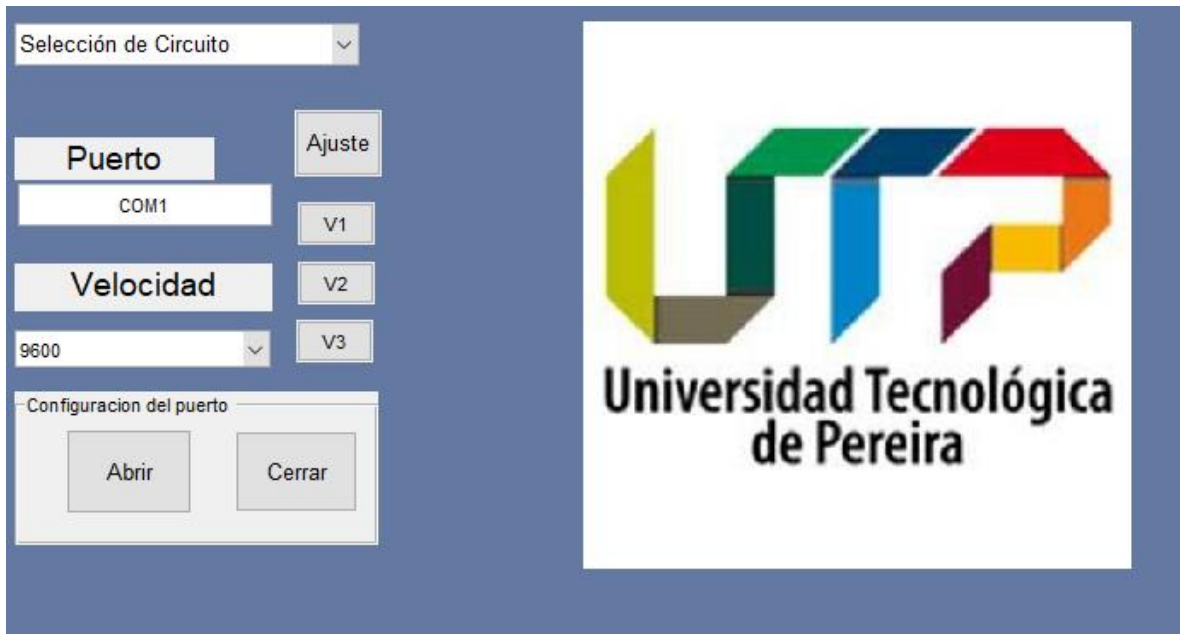 Selección de Circuito
Ajuste
Puerto
COM1
V1
Velocidad
V2
9600
V3
Configuracion del puerto
Abrir
Cerrar
UTP
Universidad Tecnológica
de Pereira